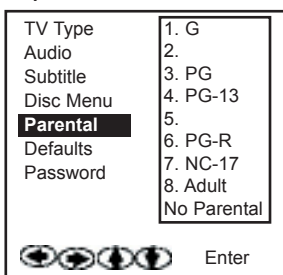 TV Type
Audio
Subtitle
Disc Menu
Parental
Defaults
Password
1. G
2.
3. PG
4. PG-13
5.
6. PG-R
7. NC-17
8. Adult
No Parental
Enter